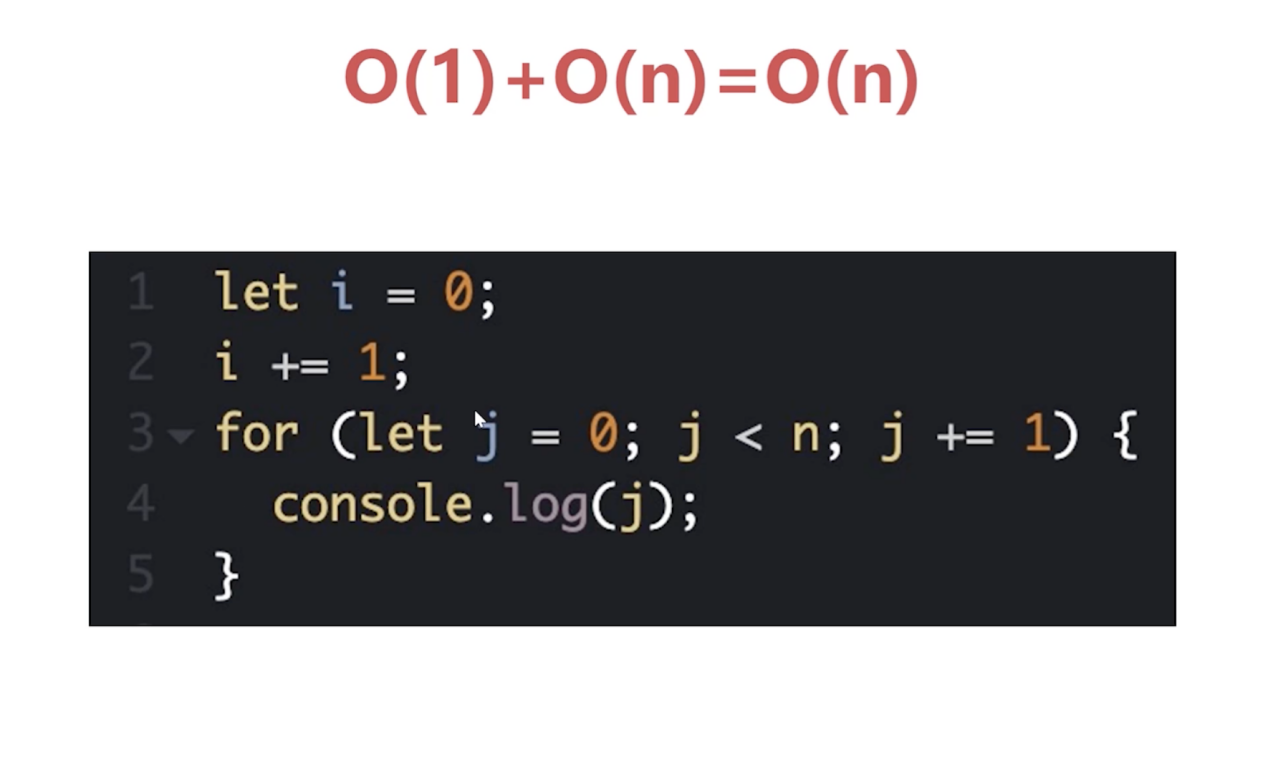 O(1)+O(n)=O(n)
1 let i = 0;
2 i += 1;
3 for (let j = 0; j < n; j += 1) {
4   console.log(j);
5 }